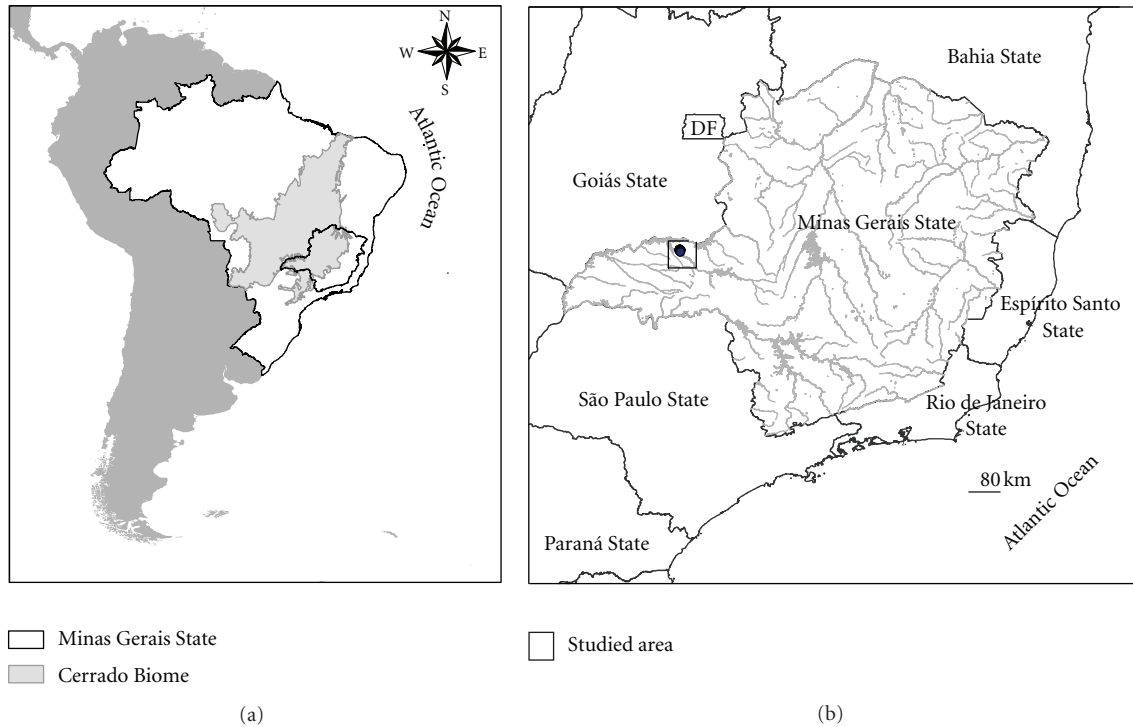 N
W
E
S
Atlantic Ocean
Minas Gerais State
Cerrado Biome
(a)
Bahia State
DF
Goiás State
Minas Gerais State
Espírito Santo
State
São Paulo State
Rio de Janeiro
State
80 km
Atlantic Ocean
Paraná State
Studied area
(b)